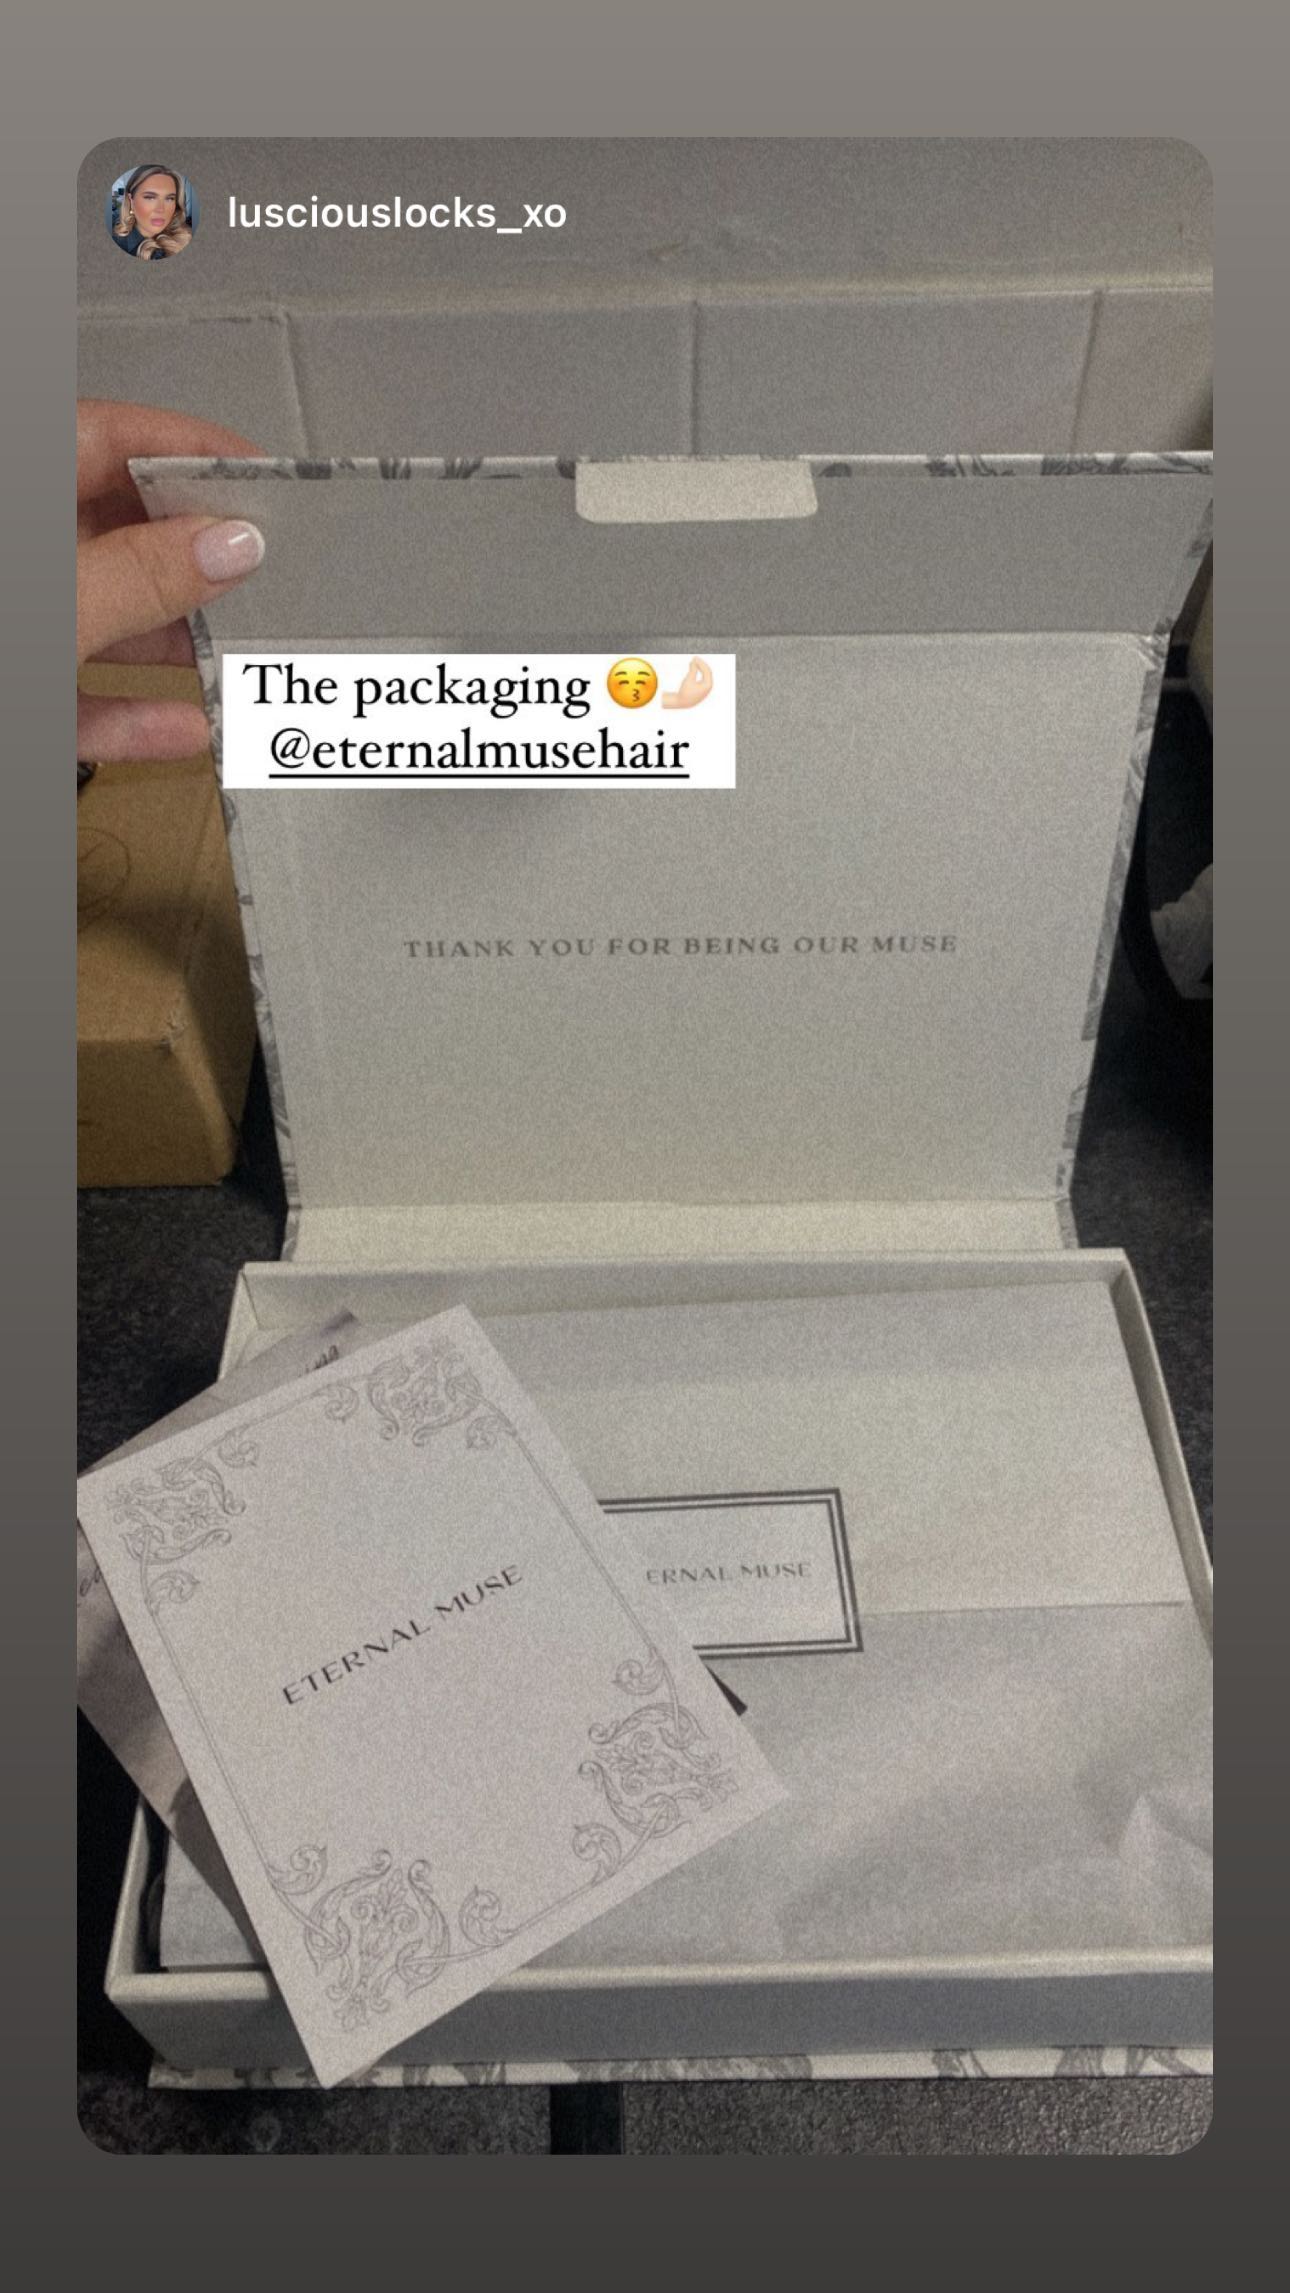 lusciouslocks_xo
The packaging 😚🤌🏻
@eternalmusehair
THANK YOU FOR BEING OUR MUSE
ETERNAL MUSE
ERNAL MUSE